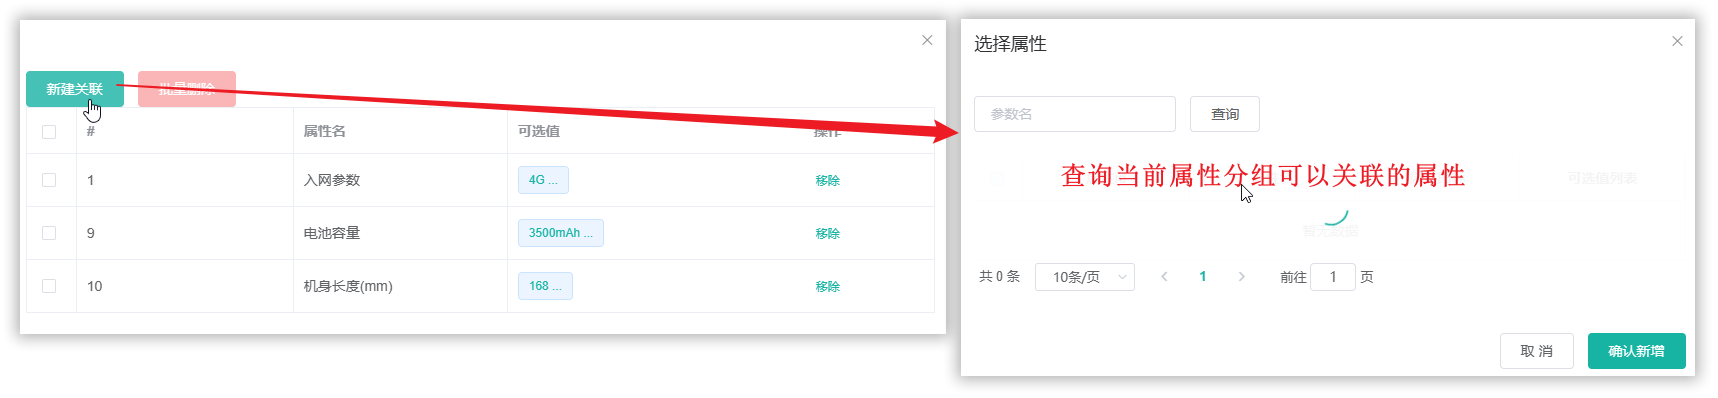 新建关联 批量删除
# 属性名 可选值 操作
1 入网参数 4G ... 移除
9 电池容量 3500mAh ... 移除
10 机身长度(mm) 168 ... 移除
选择属性
参数名 查询
查询当前属性分组可以关联的属性 可选值列表
暂无数据
共 0 条 10条/页 1 前往 1 页
取 消 确认新增